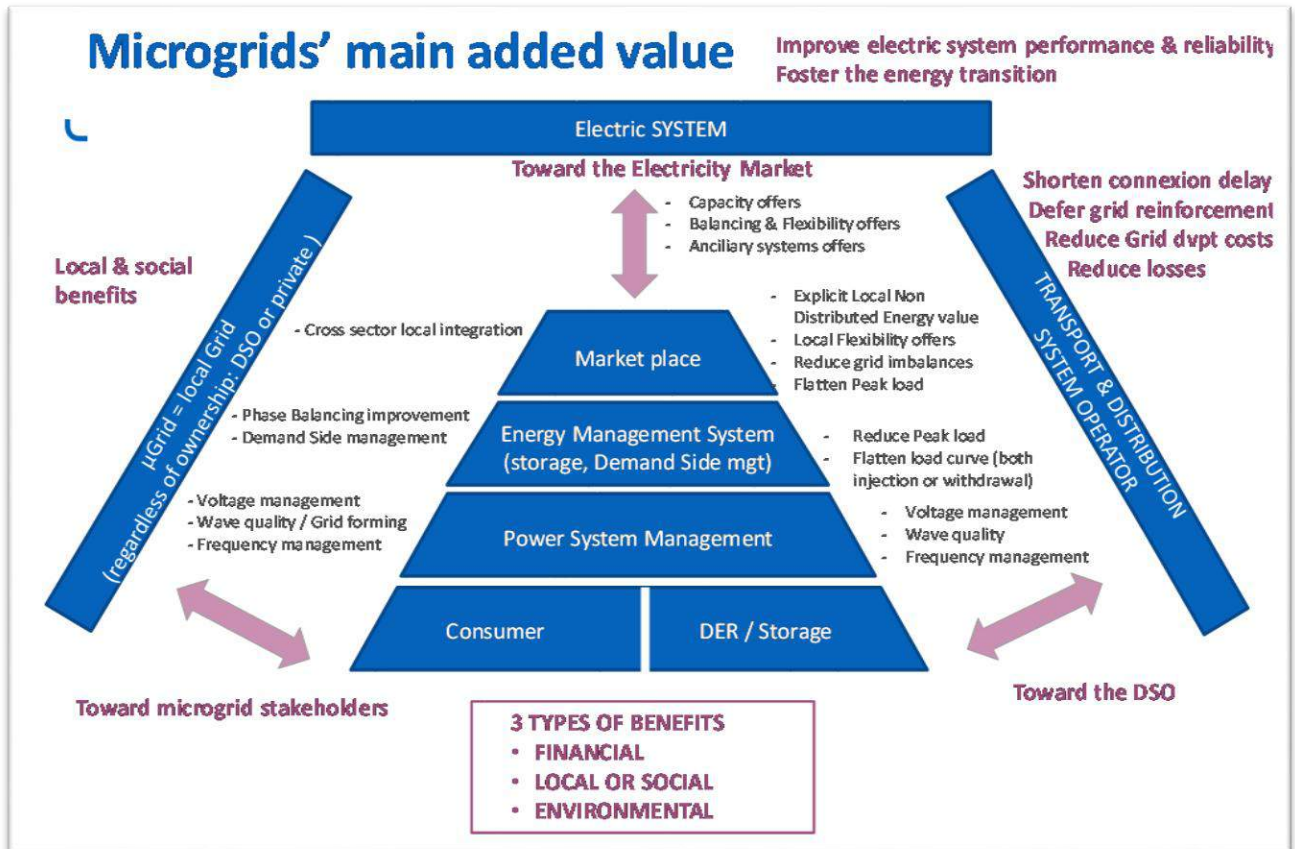 Microgrids' main added value
Improve electric system performance & reliability
Foster the energy transition
Electric SYSTEM
Toward the Electricity Market
- Capacity offers
- Balancing & Flexibility offers
- Anciliary systems offers
Shorten connexion delay
Defer grid reinforcement
Reduce Grid dvpt costs
Reduce losses
Local & social
benefits
µGrid = local Grid
(regardless of ownership: DSO or private )
TRANSPORT & DISTRIBUTION
SYSTEM OPERATOR
- Cross sector local integration
Market place
- Explicit Local Non
Distributed Energy value
- Local Flexibility offers
- Reduce grid imbalances
- Flatten Peak load
- Phase Balancing improvement
- Demand Side management
Energy Management System
(storage, Demand Side mgt)
- Reduce Peak load
- Flatten load curve (both
injection or withdrawal)
- Voltage management
- Wave quality / Grid forming
- Frequency management
Power System Management
- Voltage management
- Wave quality
- Frequency management
Consumer
DER / Storage
Toward microgrid stakeholders
Toward the DSO
3 TYPES OF BENEFITS
• FINANCIAL
• LOCAL OR SOCIAL
• ENVIRONMENTAL